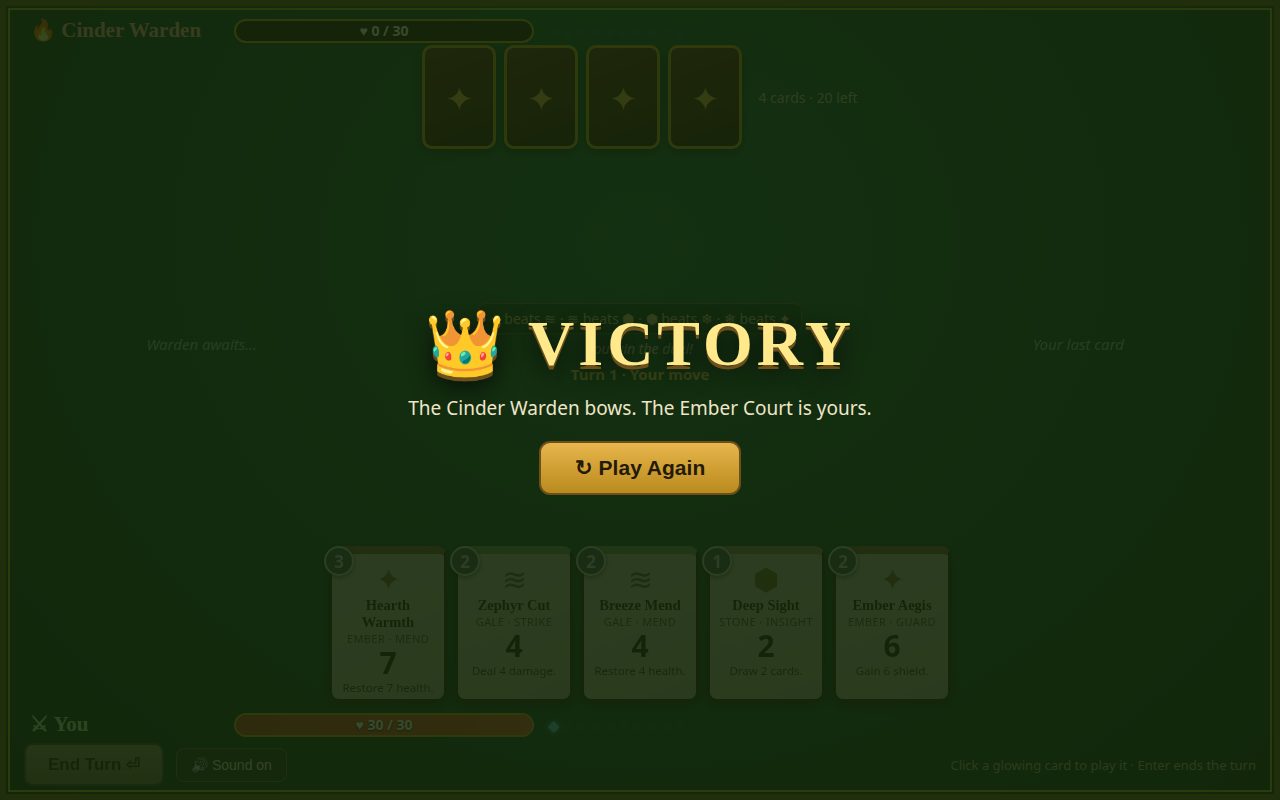 Cinder Warden
♥ 0 / 30
4 cards · 20 left
beats ≋ · ≋ beats ⬢ · ⬢ beats ❄ · ❄ beats ✦
Warden awaits...
Your last card
VICTORY
Turn 1 · Your move
The Cinder Warden bows. The Ember Court is yours.
↻ Play Again
3
Hearth Warmth
EMBER · MEND
7
Restore 7 health.
2
Zephyr Cut
GALE · STRIKE
4
Deal 4 damage.
2
Breeze Mend
GALE · MEND
4
Restore 4 health.
1
Deep Sight
STONE · INSIGHT
2
Draw 2 cards.
2
Ember Aegis
EMBER · GUARD
6
Gain 6 shield.
⚔ You
♥ 30 / 30
End Turn ⏎
Sound on
Click a glowing card to play it · Enter ends the turn